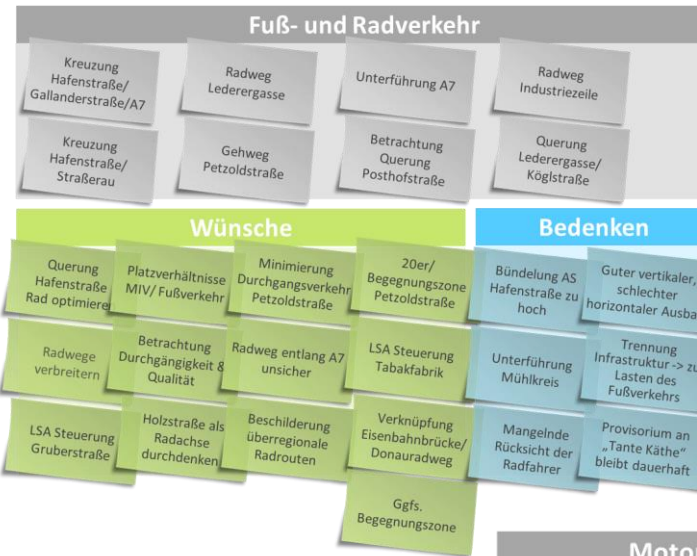 Fuß- und Radverkehr
Kreuzung
Hafenstraße/
Gallanderstraße/A7
Radweg
Lederergasse
Unterführung A7
Radweg
Industriezeile
Kreuzung
Hafenstraße/
Straßerau
Gehweg
Petzoldstraße
Betrachtung
Querung
Posthofstraße
Querung
Lederergasse/
Köglstraße
Wünsche
Querung
Hafenstraße
Rad optimieren
Platzverhältnisse
MIV/ Fußverkehr
Minimierung
Durchgangsverkehr
Petzoldstraße
20er/
Begegnungszone
Petzoldstraße
Radwege
verbreitern
Betrachtung
Durchgängigkeit &
Qualität
Radweg entlang A7
unsicher
LSA Steuerung
Tabakfabrik
LSA Steuerung
Gruberstraße
Holzstraße als
Radachse
durchdenken
Beschilderung
überregionale
Radrouten
Verknüpfung
Eisenbahnbrücke/
Donauradweg
Ggfs.
Begegnungszone
Bedenken
Bündelung AS
Hafenstraße zu
hoch
Guter vertikaler,
schlechter
horizontaler Ausba
Unterführung
Mühlkreis
Trennung
Infrastruktur -> zu
Lasten des
Fußverkehrs
Mangelnde
Rücksicht der
Radfahrer
Provisorium an
„Tante Käthe"
bleibt dauerhaft
Moto